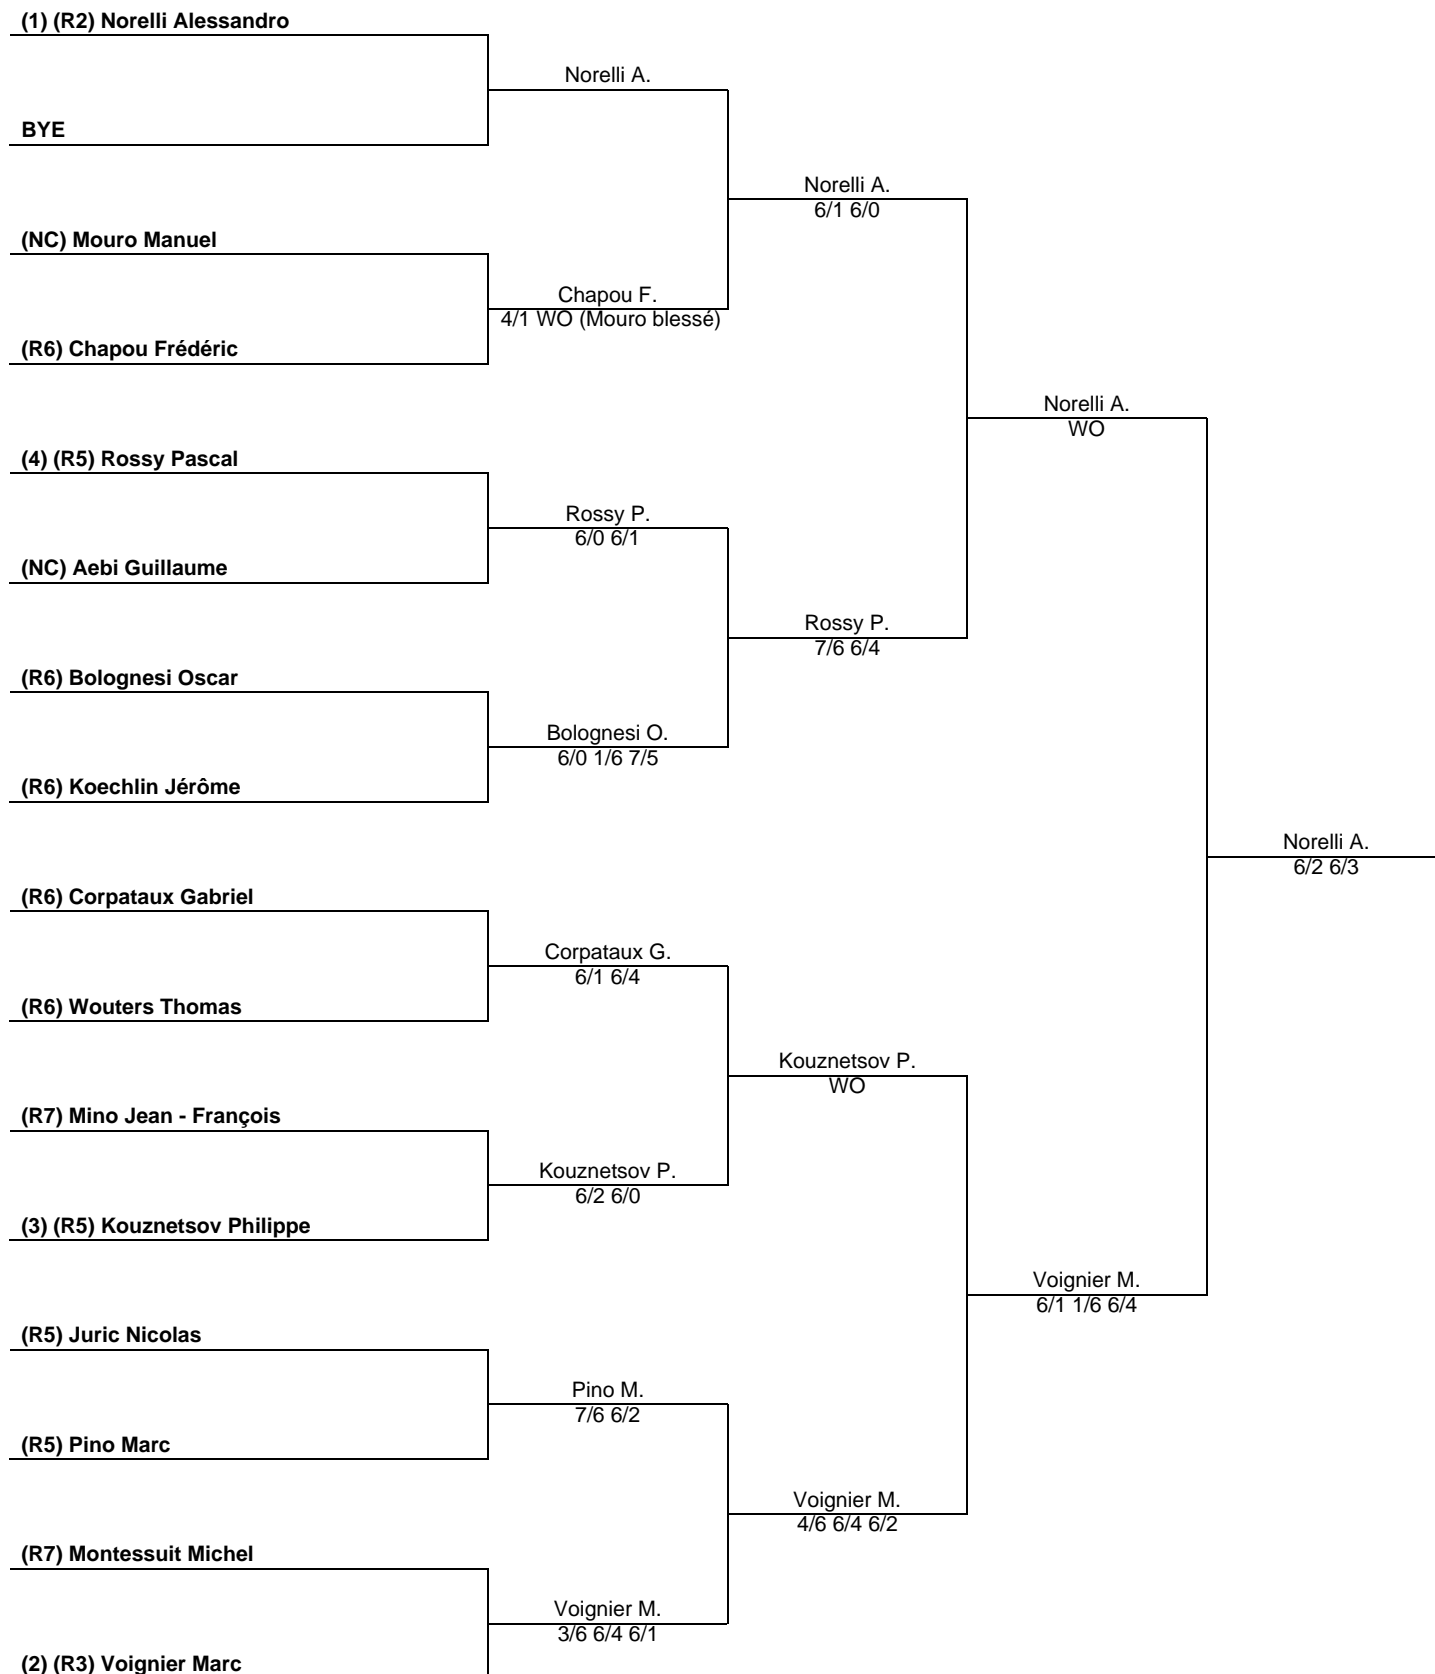 (1) (R2) Norelli Alessandro
Norelli A.
BYE
Norelli A.
6/1 6/0
(NC) Mouro Manuel
Chapou F.
4/1 WO (Mouro blessé)
(R6) Chapou Frédéric
Norelli A.
WO
(4) (R5) Rossy Pascal
Rossy P.
6/0 6/1
(NC) Aebi Guillaume
Rossy P.
7/6 6/4
(R6) Bolognesi Oscar
Bolognesi O.
6/0 1/6 7/5
(R6) Koechlin Jérôme
Norelli A.
6/2 6/3
(R6) Corpataux Gabriel
Corpataux G.
6/1 6/4
(R6) Wouters Thomas
Kouznetsov P.
WO
(R7) Mino Jean - François
Kouznetsov P.
6/2 6/0
(3) (R5) Kouznetsov Philippe
Voignier M.
6/1 1/6 6/4
(R5) Juric Nicolas
Pino M.
7/6 6/2
(R5) Pino Marc
Voignier M.
4/6 6/4 6/2
(R7) Montessuit Michel
Voignier M.
3/6 6/4 6/1
(2) (R3) Voignier Marc